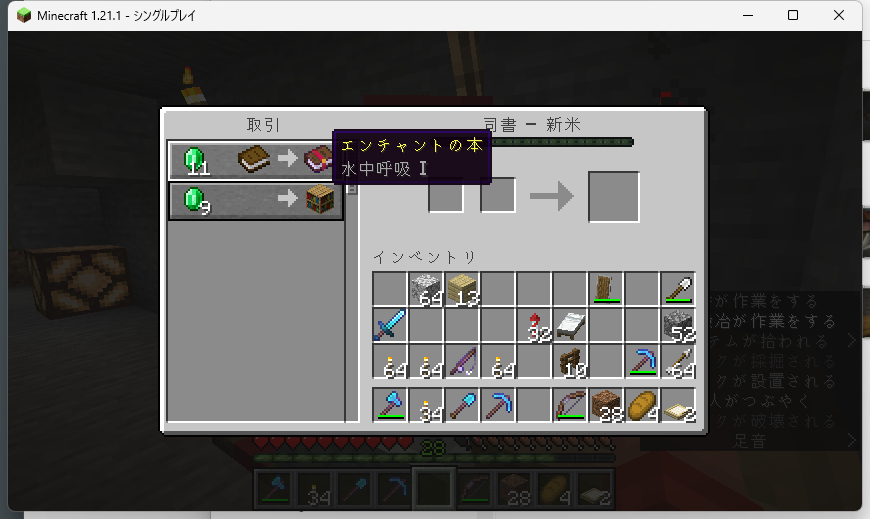 Minecraft 1.21.1 - シングルプレイ
取引
司書 − 新米
エンチャントの本
水中呼吸 I
11
9
インベントリ
64
13
32
52
64
64
64
10
64
34
28
4
2
が作業をする
冶が作業をする
テムが拾われる
クが採掘される
クが設置される
人がつぶやく
クが破壊される
足音
28
34
28
4
2